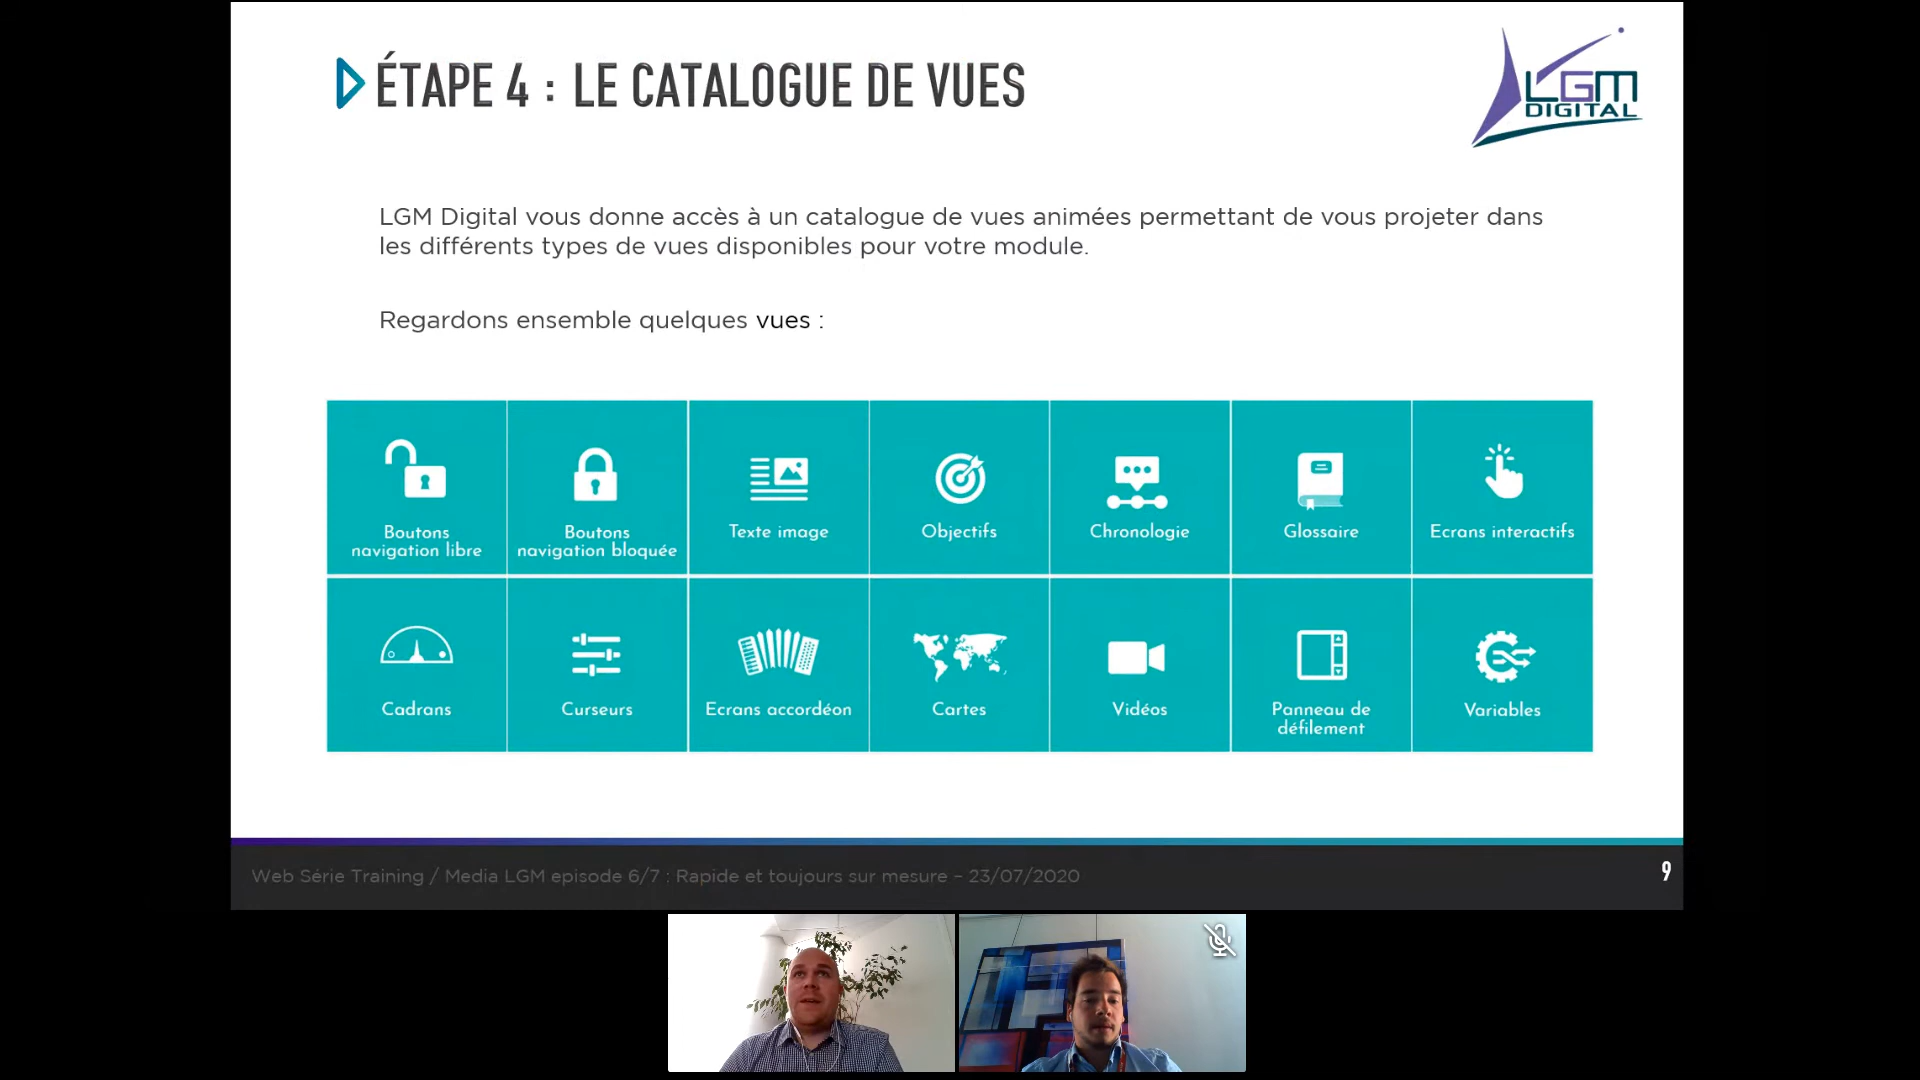 ÉTAPE 4 : LE CATALOGUE DE VUES
LGM
DIGITAL
LGM Digital vous donne accès à un catalogue de vues animées permettant de vous projeter dans
les différents types de vues disponibles pour votre module.
Regardons ensemble quelques vues :
Boutons
navigation libre
Boutons
navigation bloquée
Texte image
Objectifs
Chronologie
Glossaire
Ecrans interactifs
Cadrans
Curseurs
Ecrans accordéon
Cartes
Vidéos
Panneau de
défilement
Variables
Web Série Training / Media LGM episode 6/7 : Rapide et toujours sur mesure – 23/07/2020
9